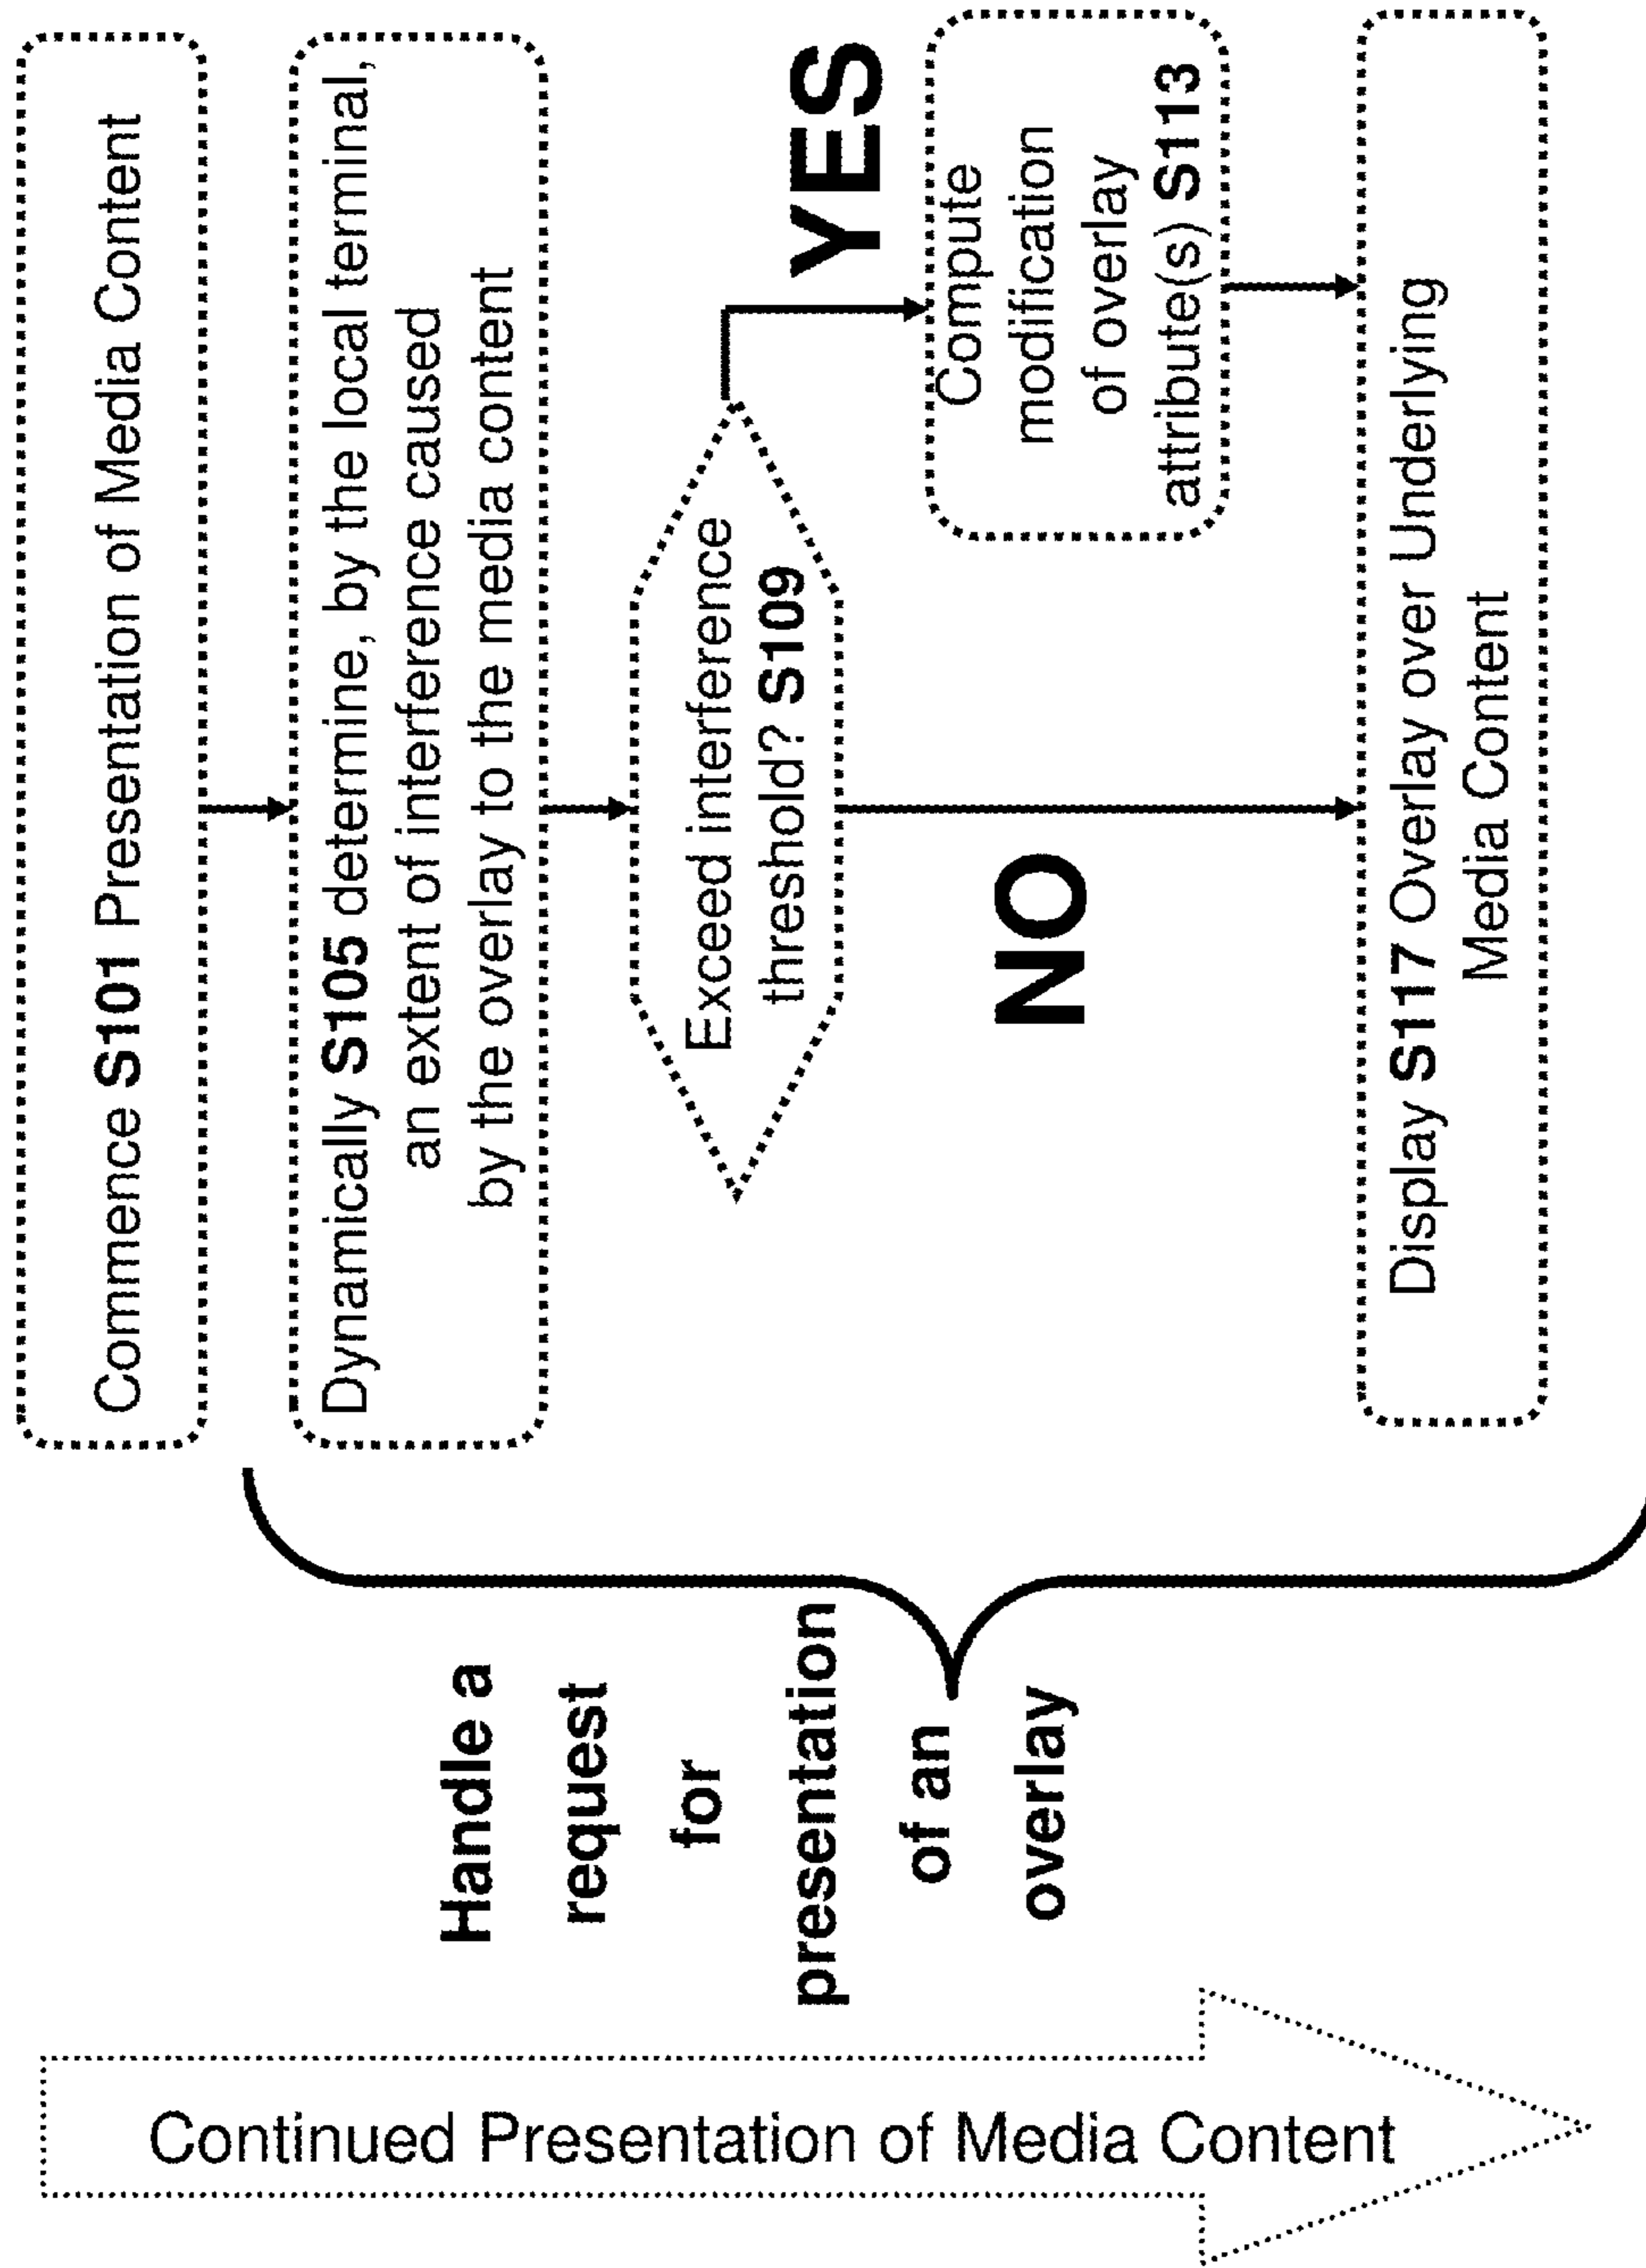 Commence S101 Presentation of Media Content
Dynamically S105 determine, by the local terminal,
an extent of interference caused
by the overlay to the media content
Exceed interference
threshold? S109
YES
NO
Compute
modification
of overlay
attribute(s) S113
Display S117 Overlay over Underlying
Media Content
Handle a
request
for
presentation
of an
overlay
Continued Presentation of Media Content